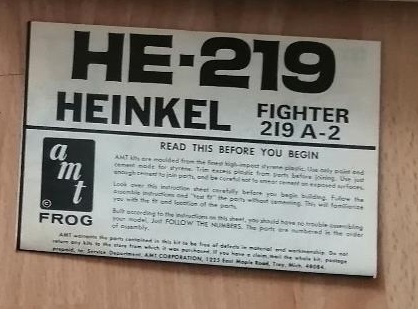 HE-219
HEINKEL FIGHTER
219 A-2
READ THIS BEFORE YOU BEGIN
amt
©
FROG
AMT kits are moulded from the finest high-impact styrene plastic. Use only paint and
cement made for styrene. Trim excess plastic from parts before joining. Use just
enough cement to join parts, and be careful not to smear cement on exposed surfaces.
Look over this instruction sheet carefully before you begin building. Follow the
assembly instructions and "test fit" the parts without cementing. This will familiarize
you with the fit and location of the parts.
Built according to the instructions on this sheet, you should have no trouble assembling
your model. Just FOLLOW THE NUMBERS. The parts are numbered in the order
of assembly.
AMT warrants the parts contained in this kit to be free of defects in material and workmanship. Do not
return any kits to the store from which it was purchased. If you have a claim, mail the whole kit, postage
prepaid, to: Service Department, AMT CORPORATION, 1225 East Maple Road, Troy, Mich. 48084.